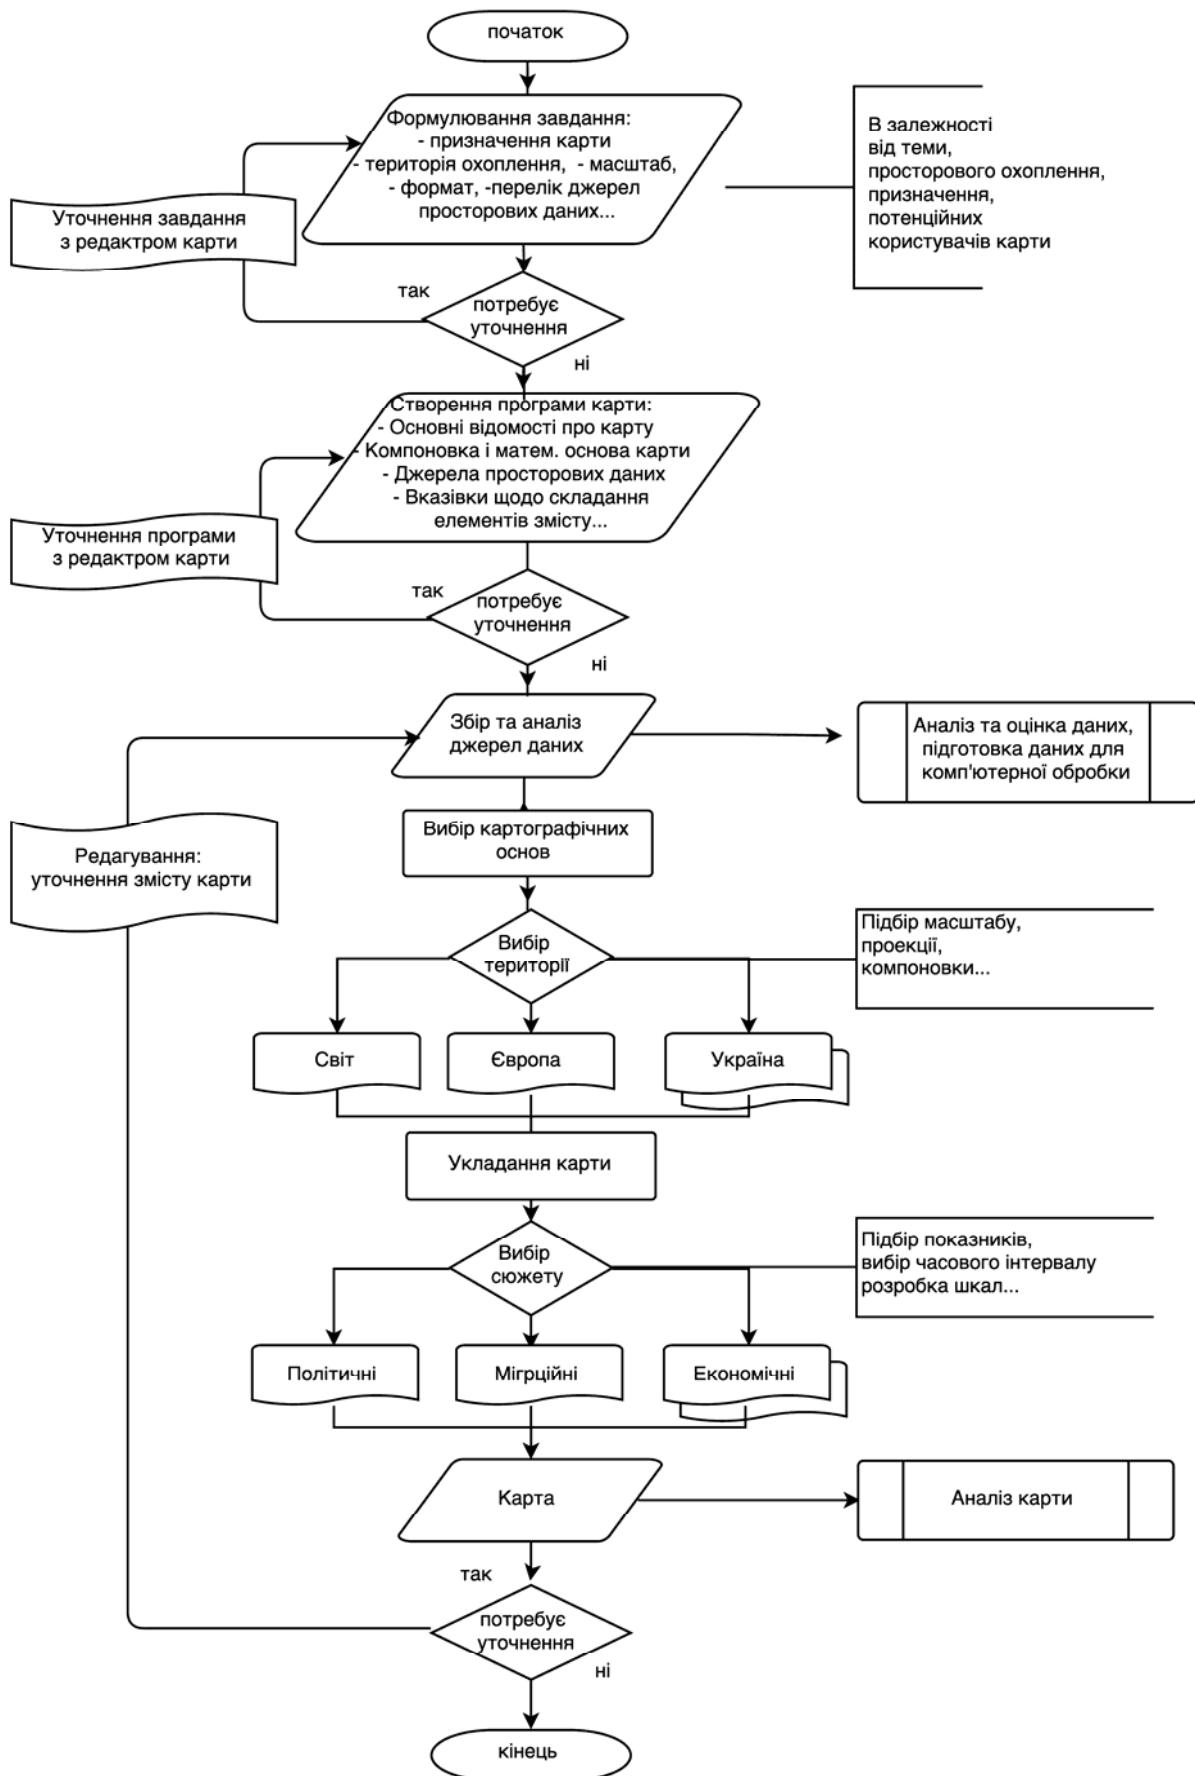 початок
Формулювання завдання:
- призначення карти
- територія охоплення, - масштаб,
- формат, -перелік джерел
просторових даних...
В залежності
від теми,
просторового охоплення,
призначення,
потенційних
користувачів карти
Уточнення завдання
з редактром карти
так
потребує
уточнення
ні
Створення програми карти:
- Основні відомості про карту
- Компоновка і матем. основа карти
- Джерела просторових даних
- Вказівки щодо складання
елементів змісту...
Уточнення програми
з редактром карти
так
потребує
уточнення
ні
Збір та аналіз
джерел даних
Аналіз та оцінка даних,
підготовка даних для
комп'ютерної обробки
Вибір картографічних
основ
Редагування:
уточнення змісту карти
Вибір
території
Підбір масштабу,
проекції,
компоновки...
Світ
Європа
Україна
Укладання карти
Вибір
сюжету
Підбір показників,
вибір часового інтервалу
розробка шкал...
Політичні
Мігрційні
Економічні
Карта
Аналіз карти
так
потребує
уточнення
ні
кінець